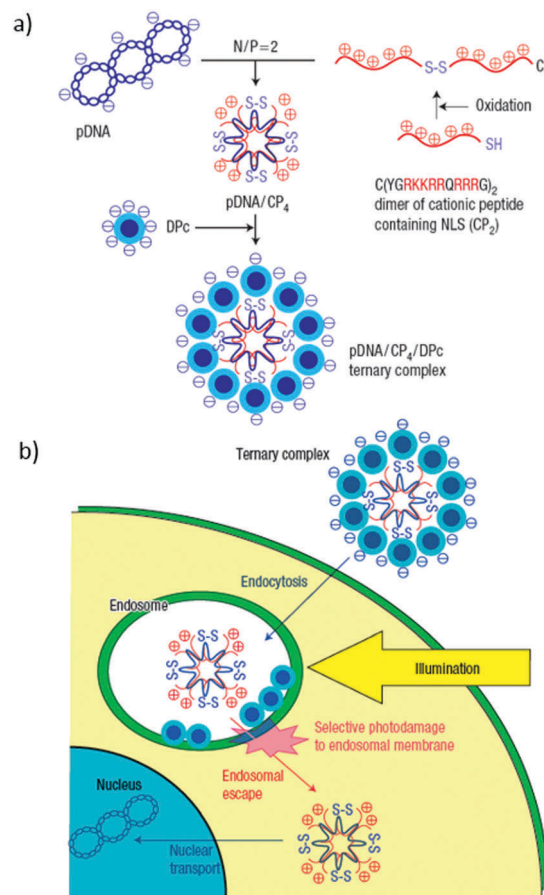 a)
N/P=2
⊕ ⊕ ⊕ ⊕ S-S ⊕ ⊕ ⊕ ⊕ C
pDNA
Oxidation
⊕ ⊕ ⊕ ⊕ SH
S-S
S-S S-S
S-S
pDNA/CP4
C(YGRKKRRQRRRG)2
dimer of cationic peptide
containing NLS (CP2)
DPc
S-S
S-S S-S
S-S
pDNA/CP4/DPc
ternary complex
b)
Ternary complex
S-S
S-S S-S
S-S
Endocytosis
Endosome
S-S
S-S S-S
S-S
Illumination
Selective photodamage
to endosomal membrane
Endosomal
escape
Nucleus
Nuclear
transport
S-S
S-S S-S
S-S